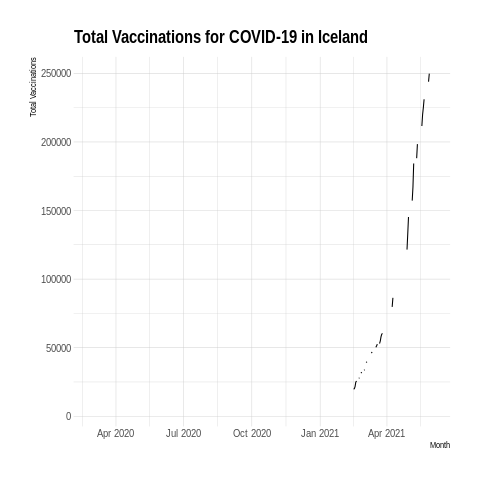 Total Vaccinations for COVID-19 in Iceland
Total Vaccinations
250000
200000
150000
100000
50000
0
Apr 2020 Jul 2020 Oct 2020 Jan 2021 Apr 2021
Month